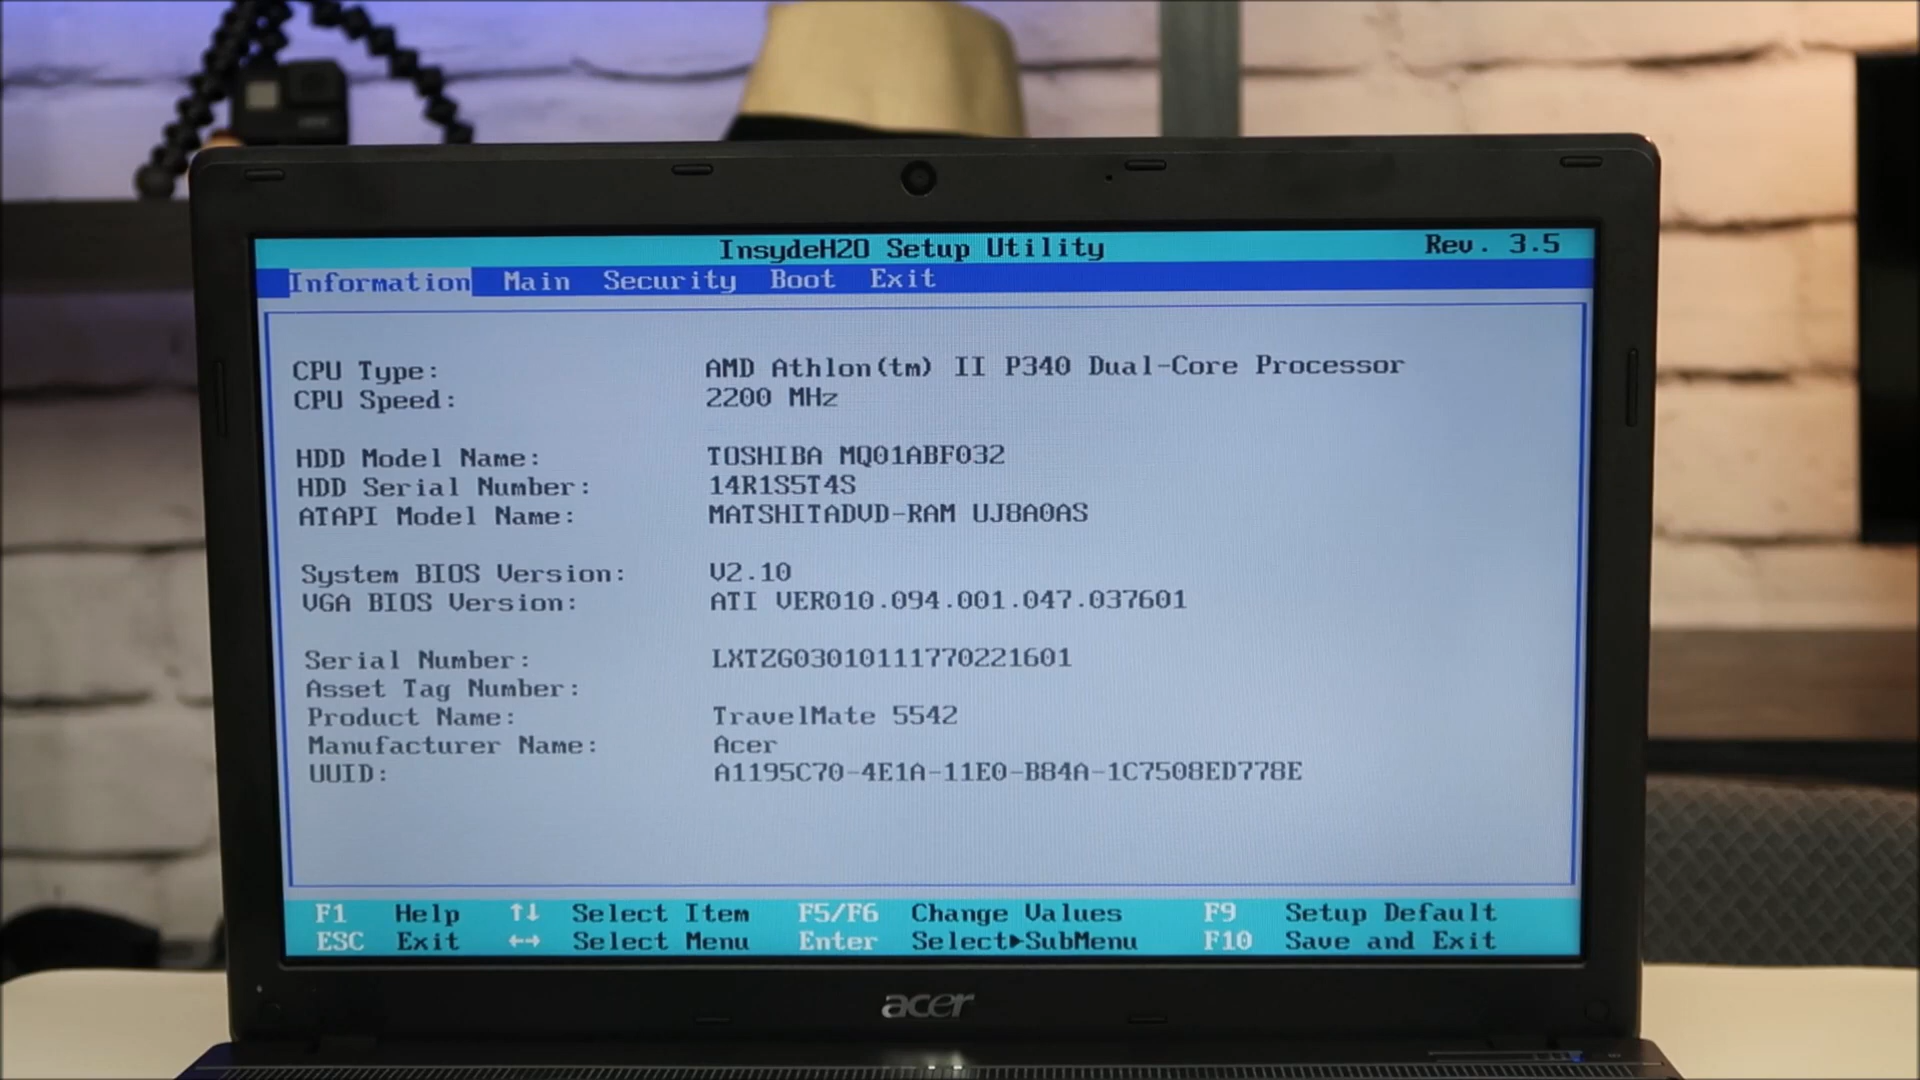 InsydeH2O Setup Utility Rev. 3.5
Information Main Security Boot Exit
CPU Type: AMD Athlon(tm) II P340 Dual-Core Processor
CPU Speed: 2200 MHz
HDD Model Name: TOSHIBA MQ01ABF032
HDD Serial Number: 14R1S5T4S
ATAPI Model Name: MATSHITADVD-RAM UJ8A0AS
System BIOS Version: V2.10
VGA BIOS Version: ATI VER010.094.001.047.037601
Serial Number: LXTZG03010111770221601
Asset Tag Number:
Product Name: TravelMate 5542
Manufacturer Name: Acer
UUID: A1195C70-4E1A-11E0-B84A-1C7508ED778E
F1 Help ↑↓ Select Item F5/F6 Change Values F9 Setup Default
ESC Exit ←→ Select Menu Enter Select▶SubMenu F10 Save and Exit
acer